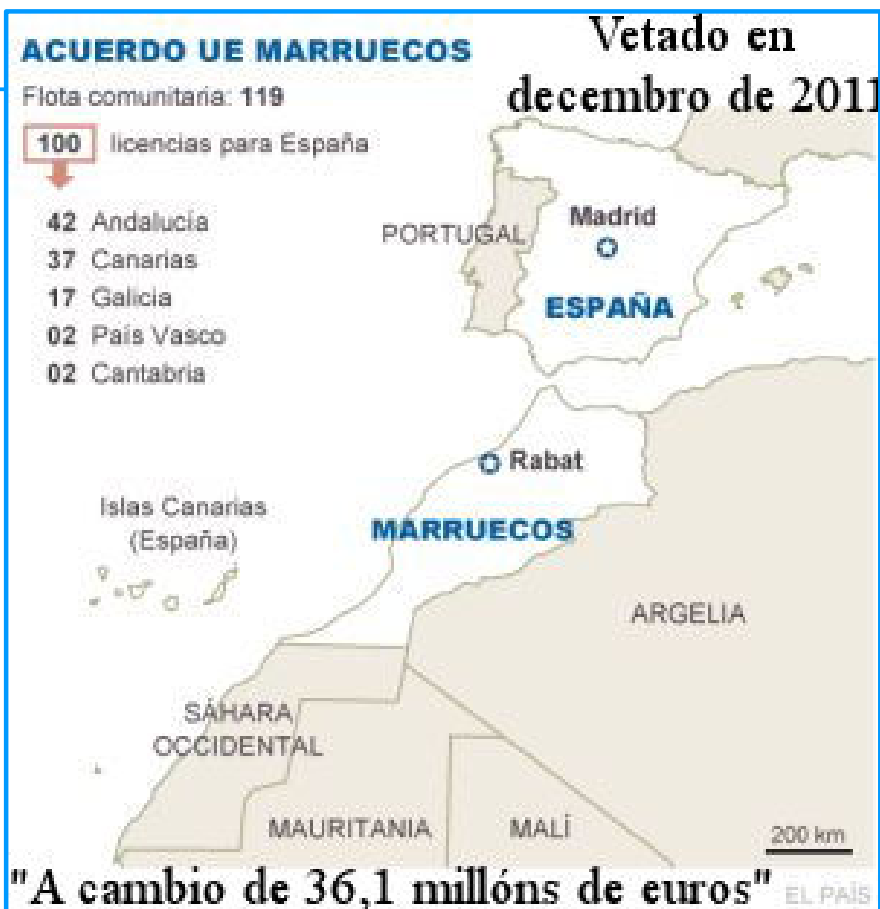 ACUERDO UE MARRUECOS
Vetado en
decembro de 2011
Flota comunitaria: 119
100 licencias para España
42 Andalucía
37 Canarias
17 Galicia
02 País Vasco
02 Cantabria
PORTUGAL
Madrid
ESPAÑA
Rabat
MARRUECOS
Islas Canarias
(España)
ARGELIA
SÁHARA
OCCIDENTAL
MAURITANIA
MALÍ
200 km
"A cambio de 36,1 millóns de euros"
EL PAÍS